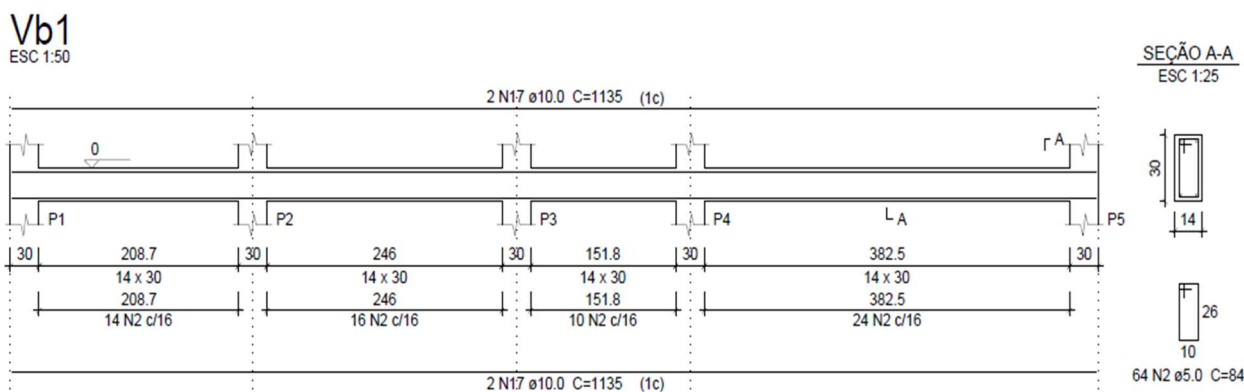 Vb1
ESC 1:50
SEÇÃO A-A
ESC 1:25
2 N17 ø10.0 C=1135 (1c)
0
A
30
P1
P2
P3
P4
A
P5
14
30
208.7
30
246
30
151.8
30
382.5
30
14 x 30
14 x 30
14 x 30
14 x 30
208.7
246
151.8
382.5
14 N2 c/16
16 N2 c/16
10 N2 c/16
24 N2 c/16
26
10
64 N2 ø5.0 C=84
2 N17 ø10.0 C=1135 (1c)